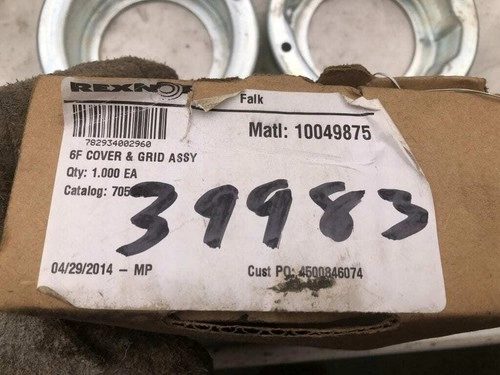 REXNO
Falk
782934002960
Matl: 10049875
6F COVER & GRID ASSY
Qty: 1.000 EA
Catalog: 705
39983
04/29/2014 - MP
Cust PO: 4500846074